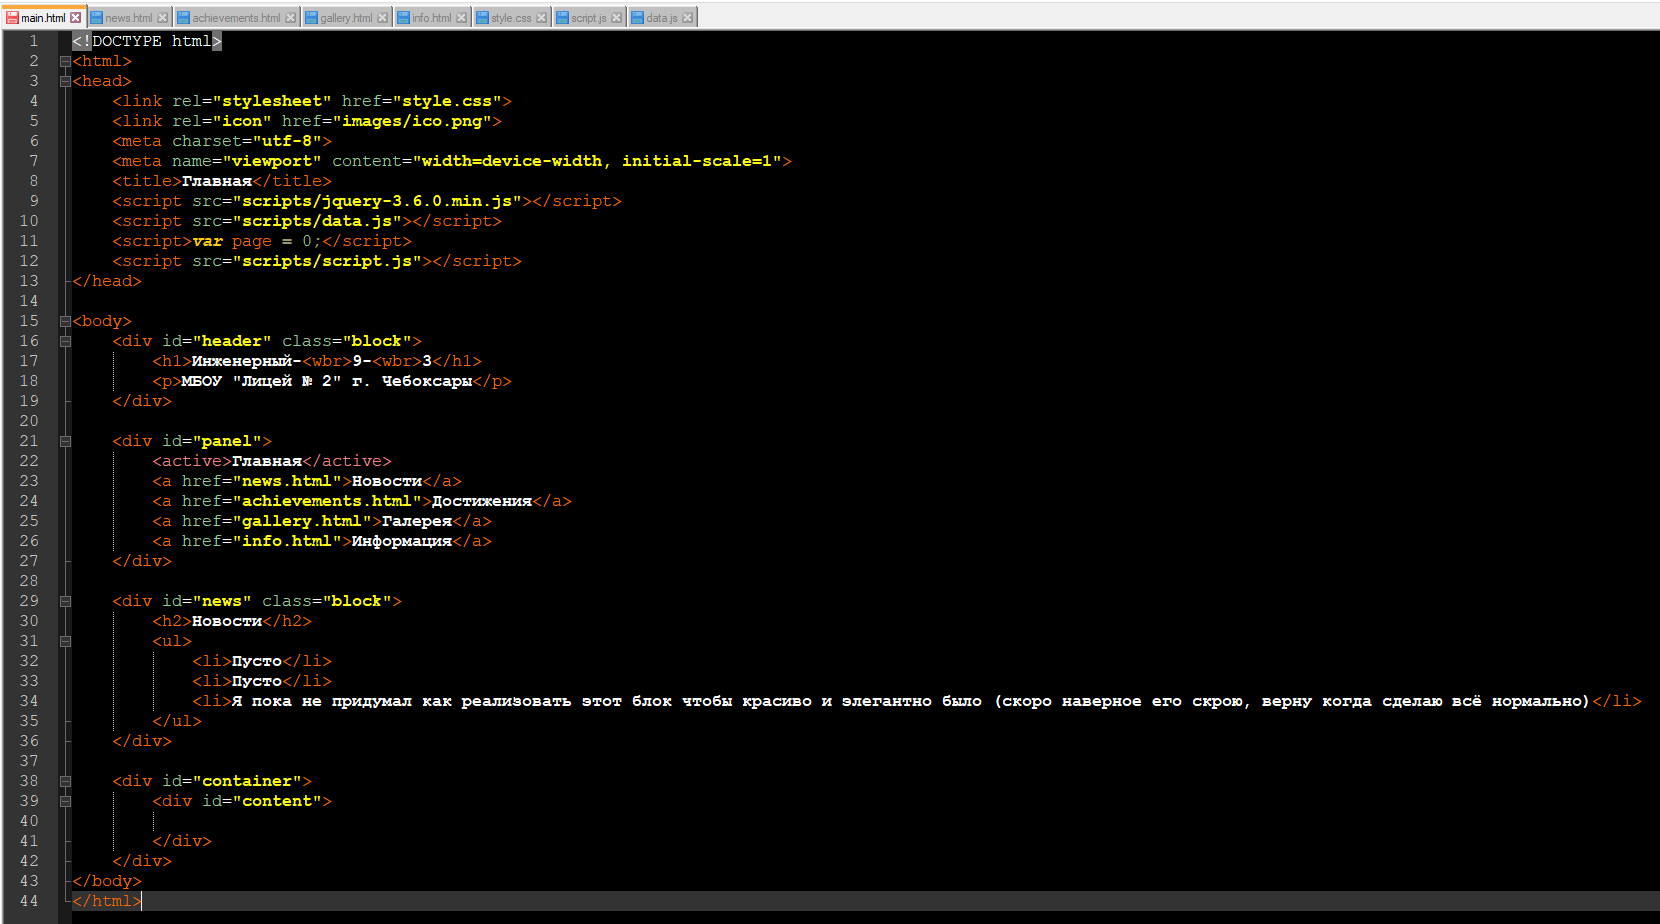 main.html news.html achievements.html gallery.html info.html style.css script.js data.js
1 <!DOCTYPE html>
2 <html>
3 <head>
4 <link rel="stylesheet" href="style.css">
5 <link rel="icon" href="images/ico.png">
6 <meta charset="utf-8">
7 <meta name="viewport" content="width=device-width, initial-scale=1">
8 <title>Главная</title>
9 <script src="scripts/jquery-3.6.0.min.js"></script>
10 <script src="scripts/data.js"></script>
11 <script>var page = 0;</script>
12 <script src="scripts/script.js"></script>
13 </head>
14
15 <body>
16 <div id="header" class="block">
17 <h1>Инженерный-<wbr>9-<wbr>3</h1>
18 <p>МБОУ "Лицей № 2" г. Чебоксары</p>
19 </div>
20
21 <div id="panel">
22 <active>Главная</active>
23 <a href="news.html">Новости</a>
24 <a href="achievements.html">Достижения</a>
25 <a href="gallery.html">Галерея</a>
26 <a href="info.html">Информация</a>
27 </div>
28
29 <div id="news" class="block">
30 <h2>Новости</h2>
31 <ul>
32 <li>Пусто</li>
33 <li>Пусто</li>
34 <li>Я пока не придумал как реализовать этот блок чтобы красиво и элегантно было (скоро наверное его скрою, верну когда сделаю всё нормально)</li>
35 </ul>
36 </div>
37
38 <div id="container">
39 <div id="content">
40
41 </div>
42 </div>
43 </body>
44 </html>